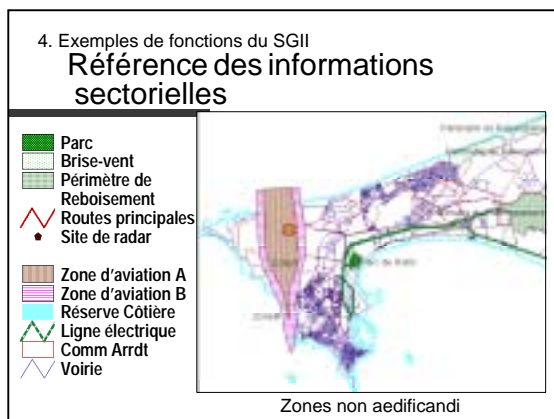 4. Exemples de fonctions du SGII
Référence des informations
sectorielles
Parc
Brise-vent
Périmètre de
Reboisement
Routes principales
Site de radar
Zone d'aviation A
Zone d'aviation B
Réserve Côtière
Ligne électrique
Comm Arrdt
Voirie
Zones non aedificandi